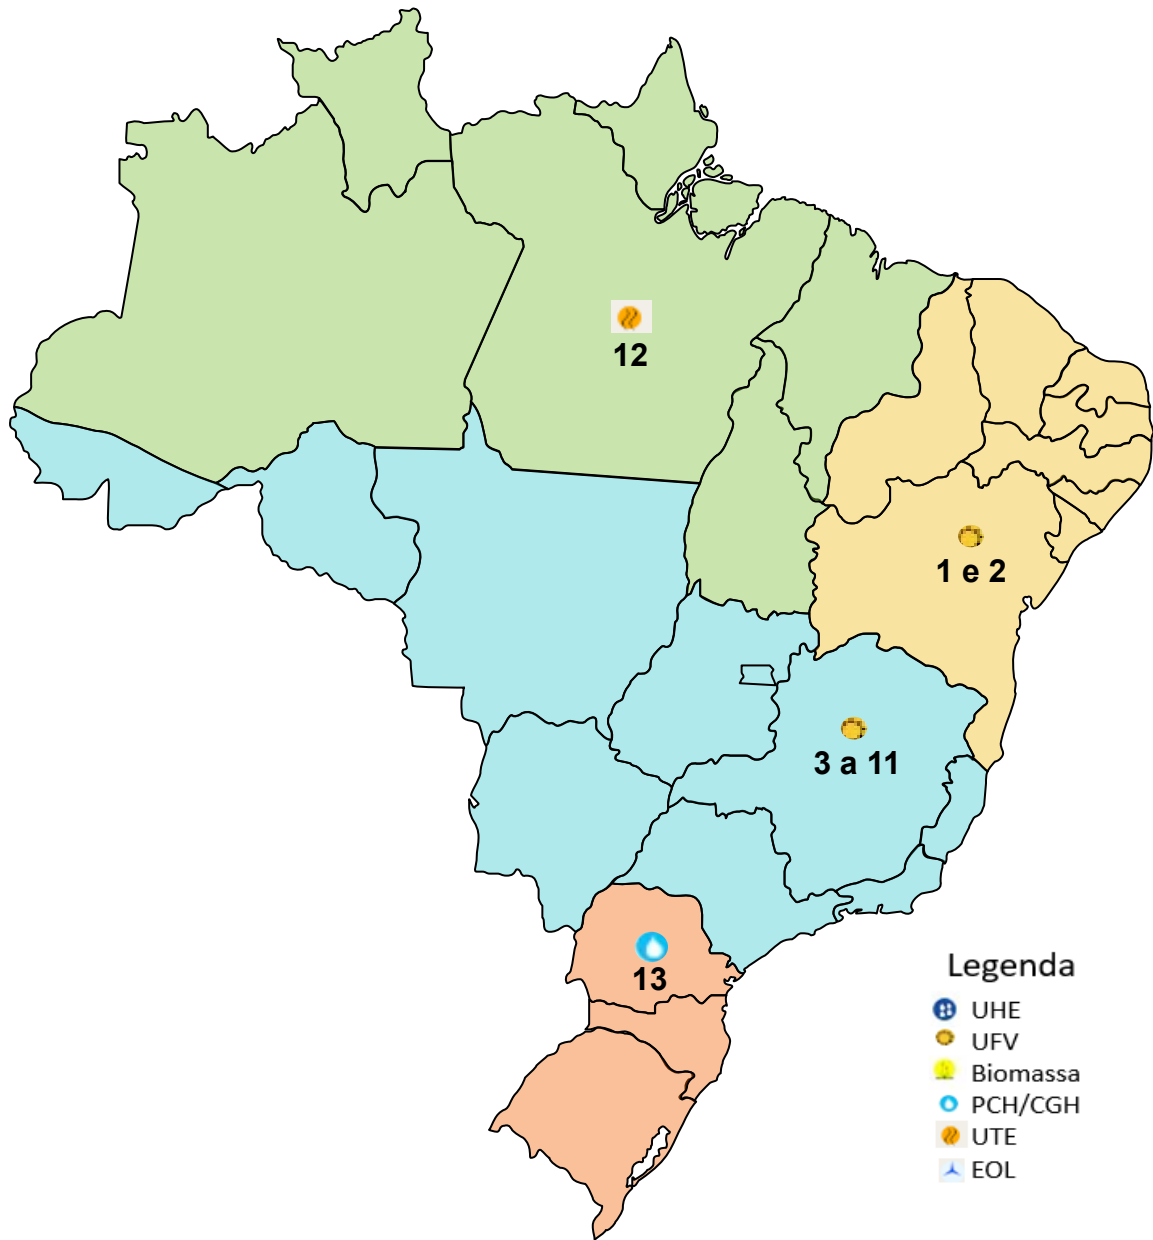 12
1 e 2
3 a 11
13
Legenda
UHE
UFV
Biomassa
PCH/CGH
UTE
EOL